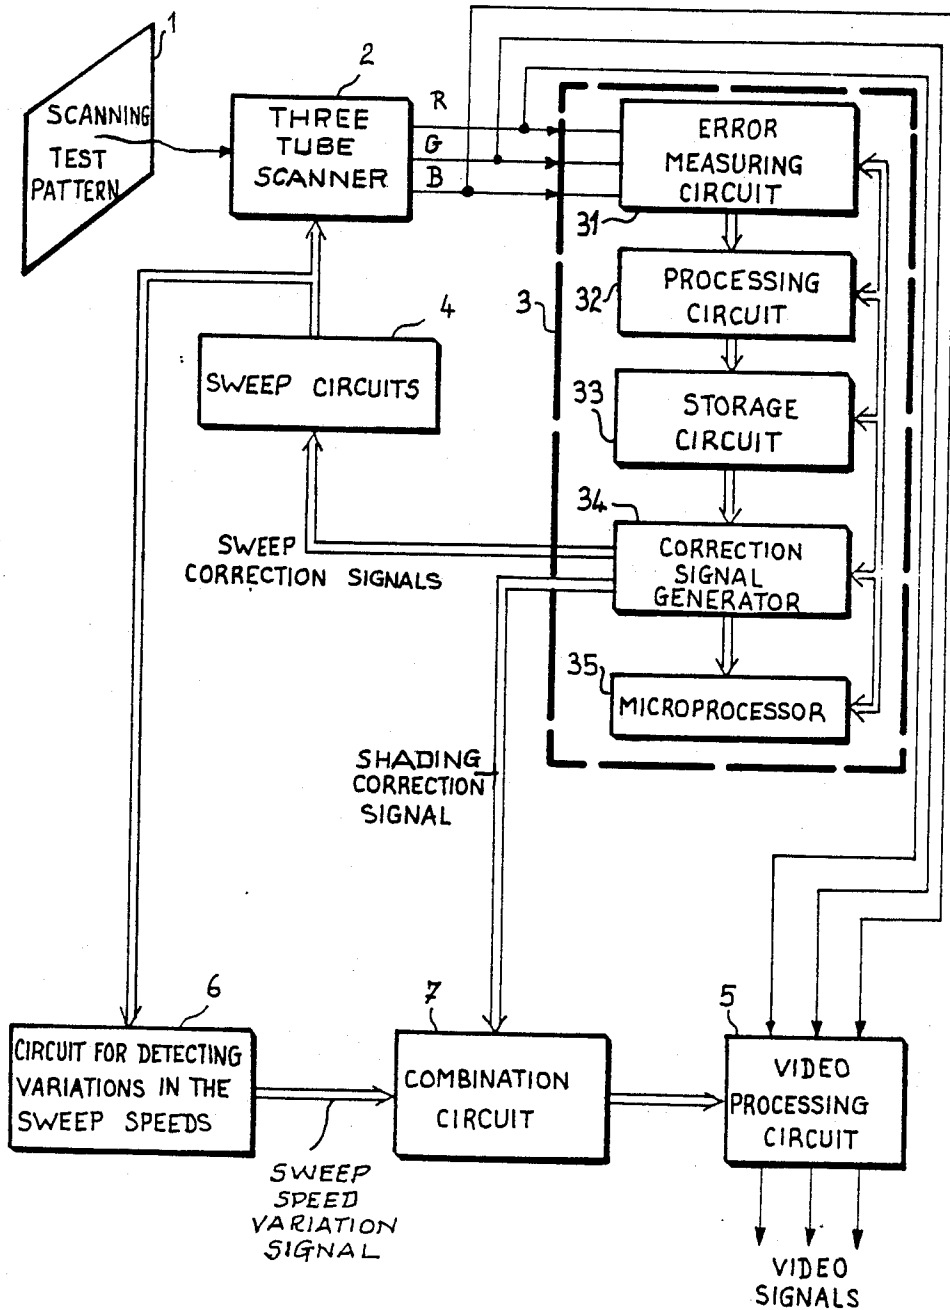 1
SCANNING
TEST
PATTERN
2
THREE
TUBE
SCANNER
R
G
B
ERROR
MEASURING
CIRCUIT
31
PROCESSING
CIRCUIT
32
3
4
SWEEP CIRCUITS
33
STORAGE
CIRCUIT
34
CORRECTION
SIGNAL
GENERATOR
SWEEP
CORRECTION SIGNALS
35
MICROPROCESSOR
SHADING
CORRECTION
SIGNAL
6
CIRCUIT FOR DETECTING
VARIATIONS IN THE
SWEEP SPEEDS
7
COMBINATION
CIRCUIT
5
VIDEO
PROCESSING
CIRCUIT
SWEEP
SPEED
VARIATION
SIGNAL
VIDEO
SIGNALS